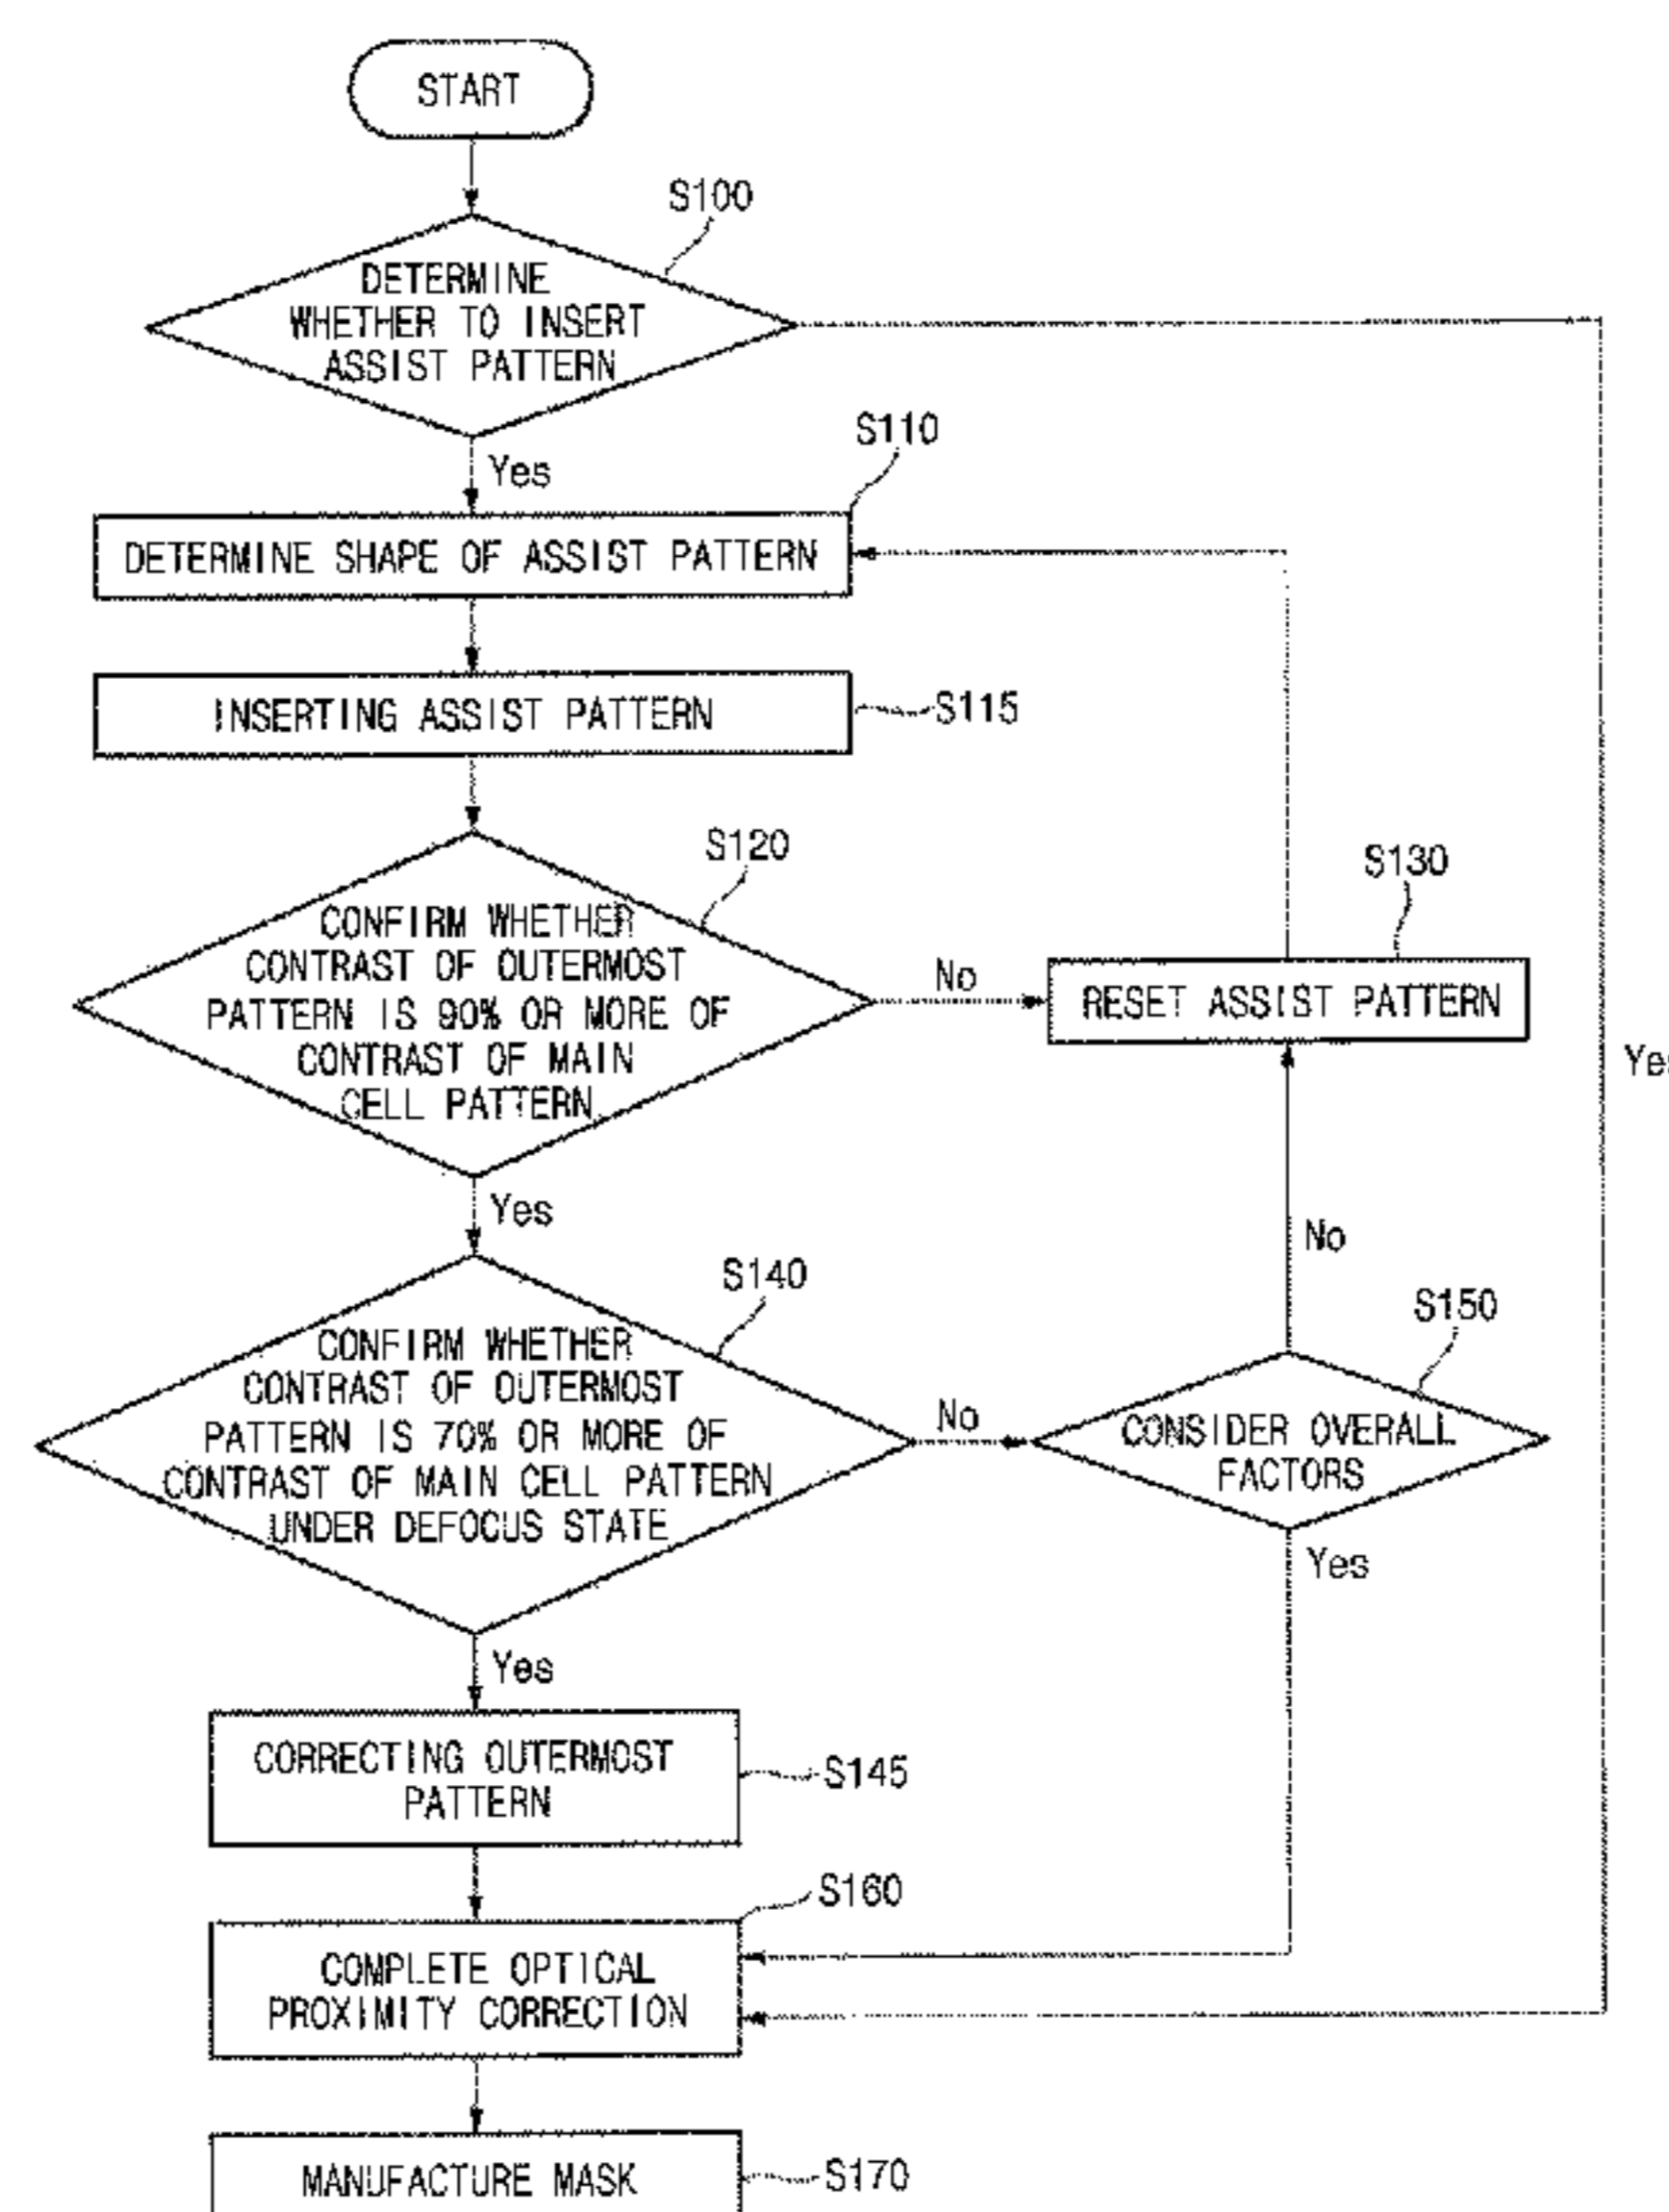 START
S100
DETERMINE
WHETHER TO INSERT
ASSIST PATTERN
Yes
S110
DETERMINE SHAPE OF ASSIST PATTERN
INSERTING ASSIST PATTERN
S115
S120
CONFIRM WHETHER
CONTRAST OF OUTERMOST
PATTERN IS 90% OR MORE OF
CONTRAST OF MAIN
CELL PATTERN
No
S130
RESET ASSIST PATTERN
Yes
No
S140
CONFIRM WHETHER
CONTRAST OF OUTERMOST
PATTERN IS 70% OR MORE OF
CONTRAST OF MAIN CELL PATTERN
UNDER DEFOCUS STATE
No
S150
CONSIDER OVERALL
FACTORS
Yes
Yes
CORRECTING OUTERMOST
PATTERN
S145
S160
COMPLETE OPTICAL
PROXIMITY CORRECTION
MANUFACTURE MASK
S170